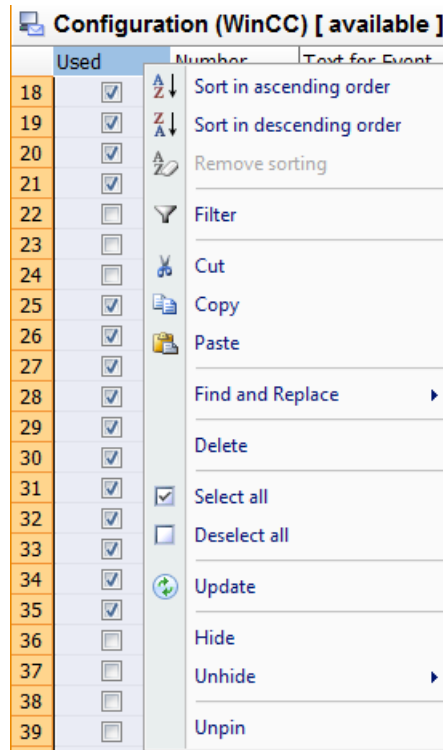 Configuration (WinCC) [ available ]
Used Number Text for Event
18
19
20
21
22
23
24
25
26
27
28
29
30
31
32
33
34
35
36
37
38
39
Sort in ascending order
Sort in descending order
Remove sorting
Filter
Cut
Copy
Paste
Find and Replace
Delete
Select all
Deselect all
Update
Hide
Unhide
Unpin